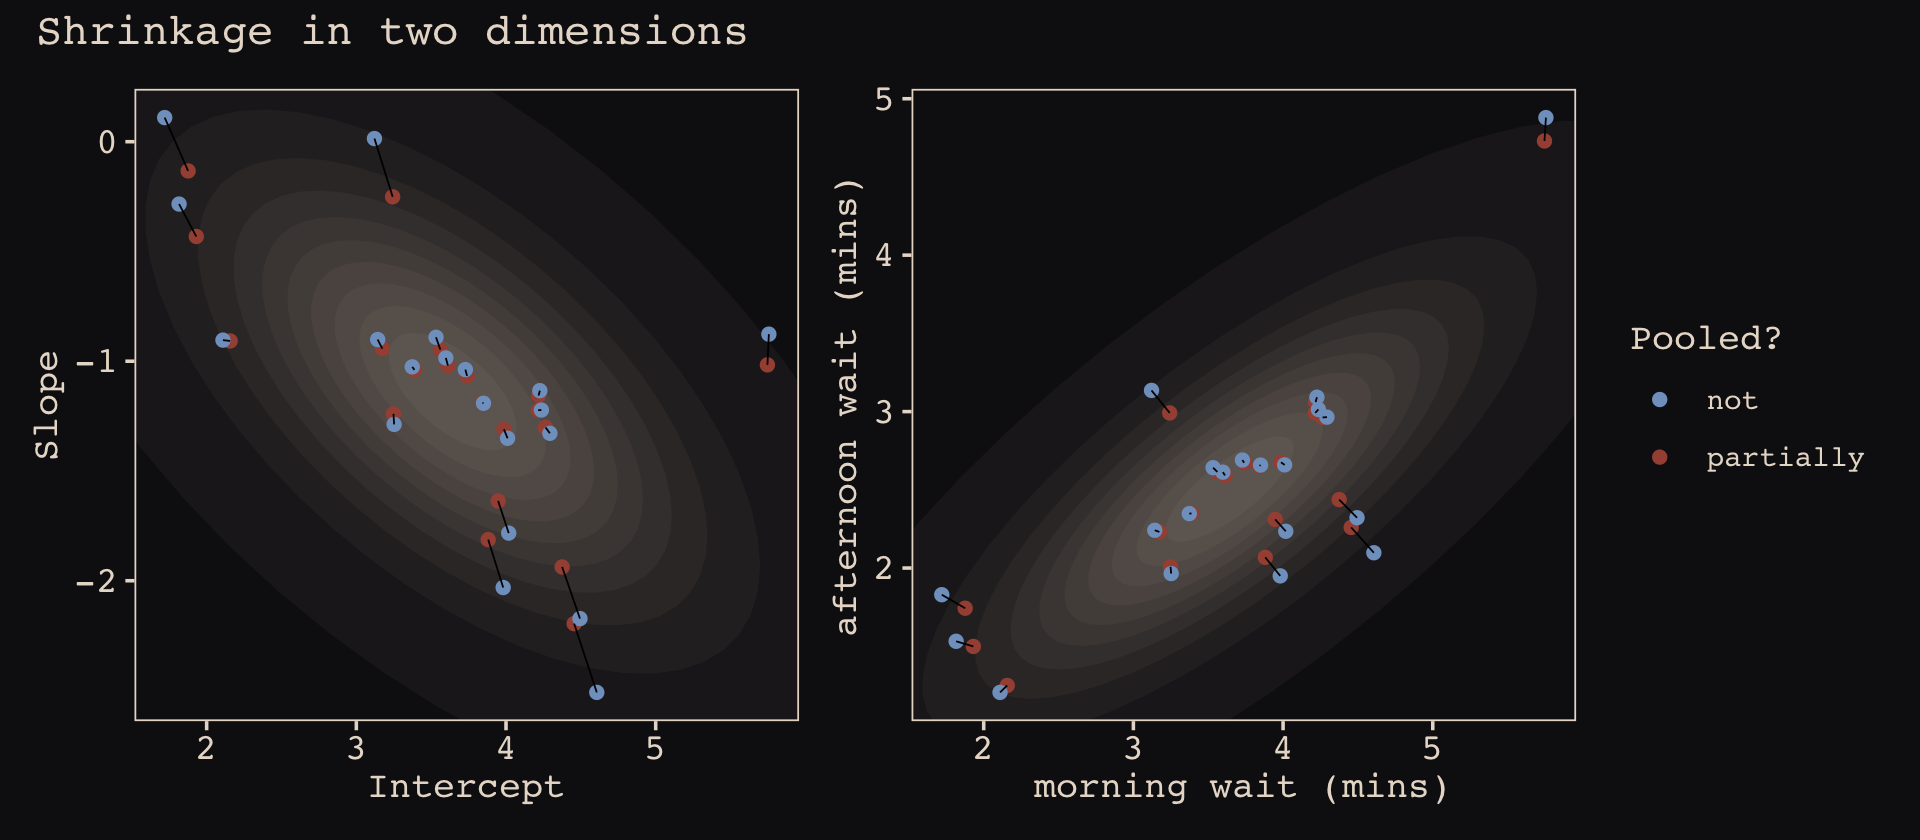 Shrinkage in two dimensions
Slope
0
−1
−2
2 3 4 5
Intercept
afternoon wait (mins)
5
4
3
2
2 3 4 5
morning wait (mins)
Pooled?
not
partially